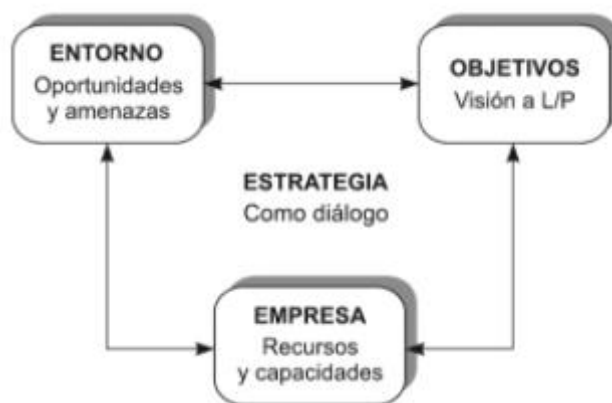 ENTORNO
Oportunidades
y amenazas
OBJETIVOS
Visión a L/P
ESTRATEGIA
Como diálogo
EMPRESA
Recursos
y capacidades